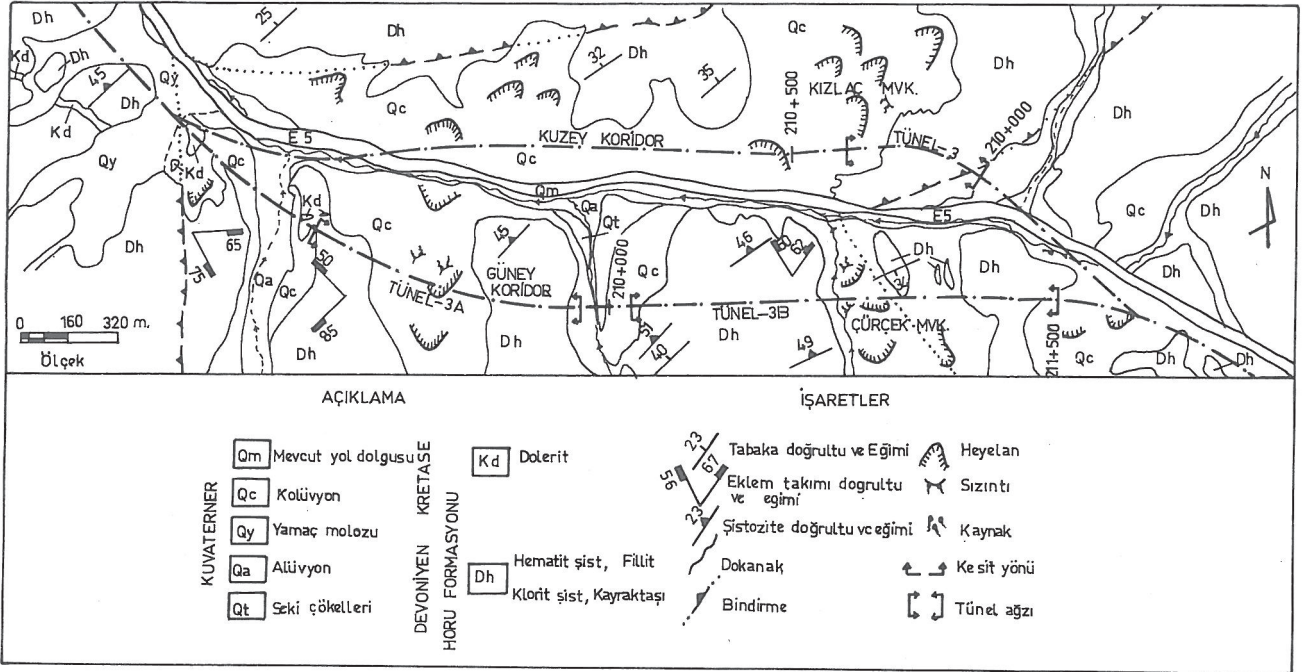 Dh
25
Dh
Qc
Dh
Kd
Dh
45
Qy
32
35
KIZLAÇ MVK.
Dh
Dh
Kd
Qc
210+500
210+000
E5
KUZEY KORİDOR
TÜNEL-3
Qc
Qy
Qc
Kd
Qm
Qa
Qt
E5
N
Kd
Qc
45
46
60
62
Dh
Qc
Dh
65
75
50
GÜNEY
KORİDOR
210+000
Qc
Dh
Qa
Qc
TÜNEL-3A
TÜNEL-3B
ÇÜRÇEK MVK.
0 160 320 m.
Ölçek
85
Dh
Dh
Dh
51
40
Dh
49
Dh
211+500
Qc
Dh
Dh
AÇIKLAMA
İŞARETLER
KUVATERNER
Qm Mevcut yol dolgusu
Qc Kolüvyon
Qy Yamaç molozu
Qa Alüvyon
Qt Seki çökelleri
DEVONİYEN KRETASE
HORU FORMASYONU
Kd Dolerit
Dh Hematit şist, Fillit
Klorit şist, Kayraktaşı
23 Tabaka doğrultu ve Eğimi
56 67 Eklem takımı dogrultu
ve egimi
23 Şistozite doğrultu ve eğimi
Dokanak
Bindirme
Heyelan
Sızıntı
Kaynak
Kesit yönü
Tünel ağzı